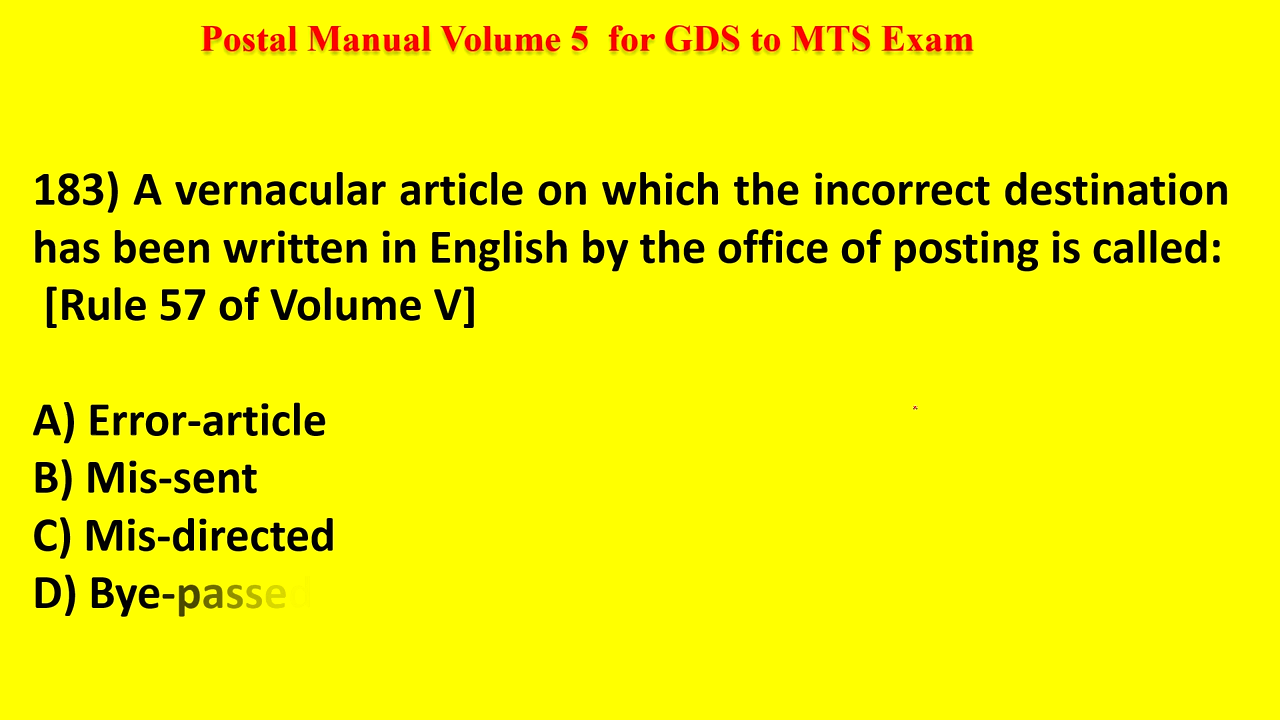 Postal Manual Volume 5 for GDS to MTS Exam
183) A vernacular article on which the incorrect destination
has been written in English by the office of posting is called:
[Rule 57 of Volume V]
A) Error-article
B) Mis-sent
C) Mis-directed
D) Bye-passed